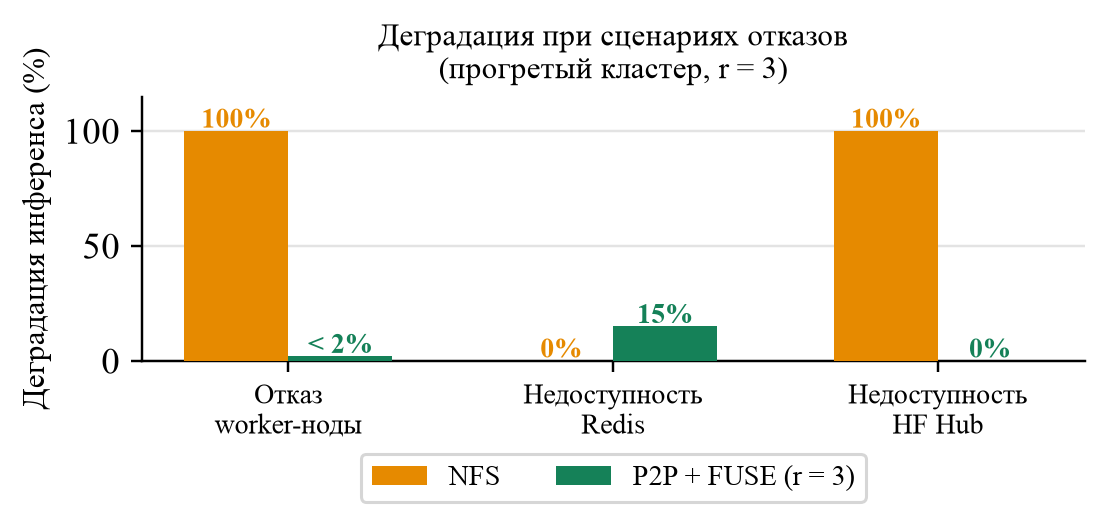 Деградация при сценариях отказов
(прогретый кластер, r = 3)
Деградация инференса (%)
100
50
0
100%
< 2%
0%
15%
100%
0%
Отказ
worker-ноды
Недоступность
Redis
Недоступность
HF Hub
NFS
P2P + FUSE (r = 3)